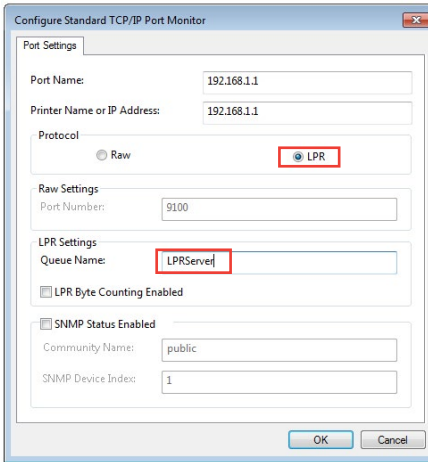 Configure Standard TCP/IP Port Monitor
Port Settings
Port Name: 192.168.1.1
Printer Name or IP Address: 192.168.1.1
Protocol
Raw LPR
Raw Settings
Port Number: 9100
LPR Settings
Queue Name: LPRServer
LPR Byte Counting Enabled
SNMP Status Enabled
Community Name: public
SNMP Device Index: 1
OK Cancel